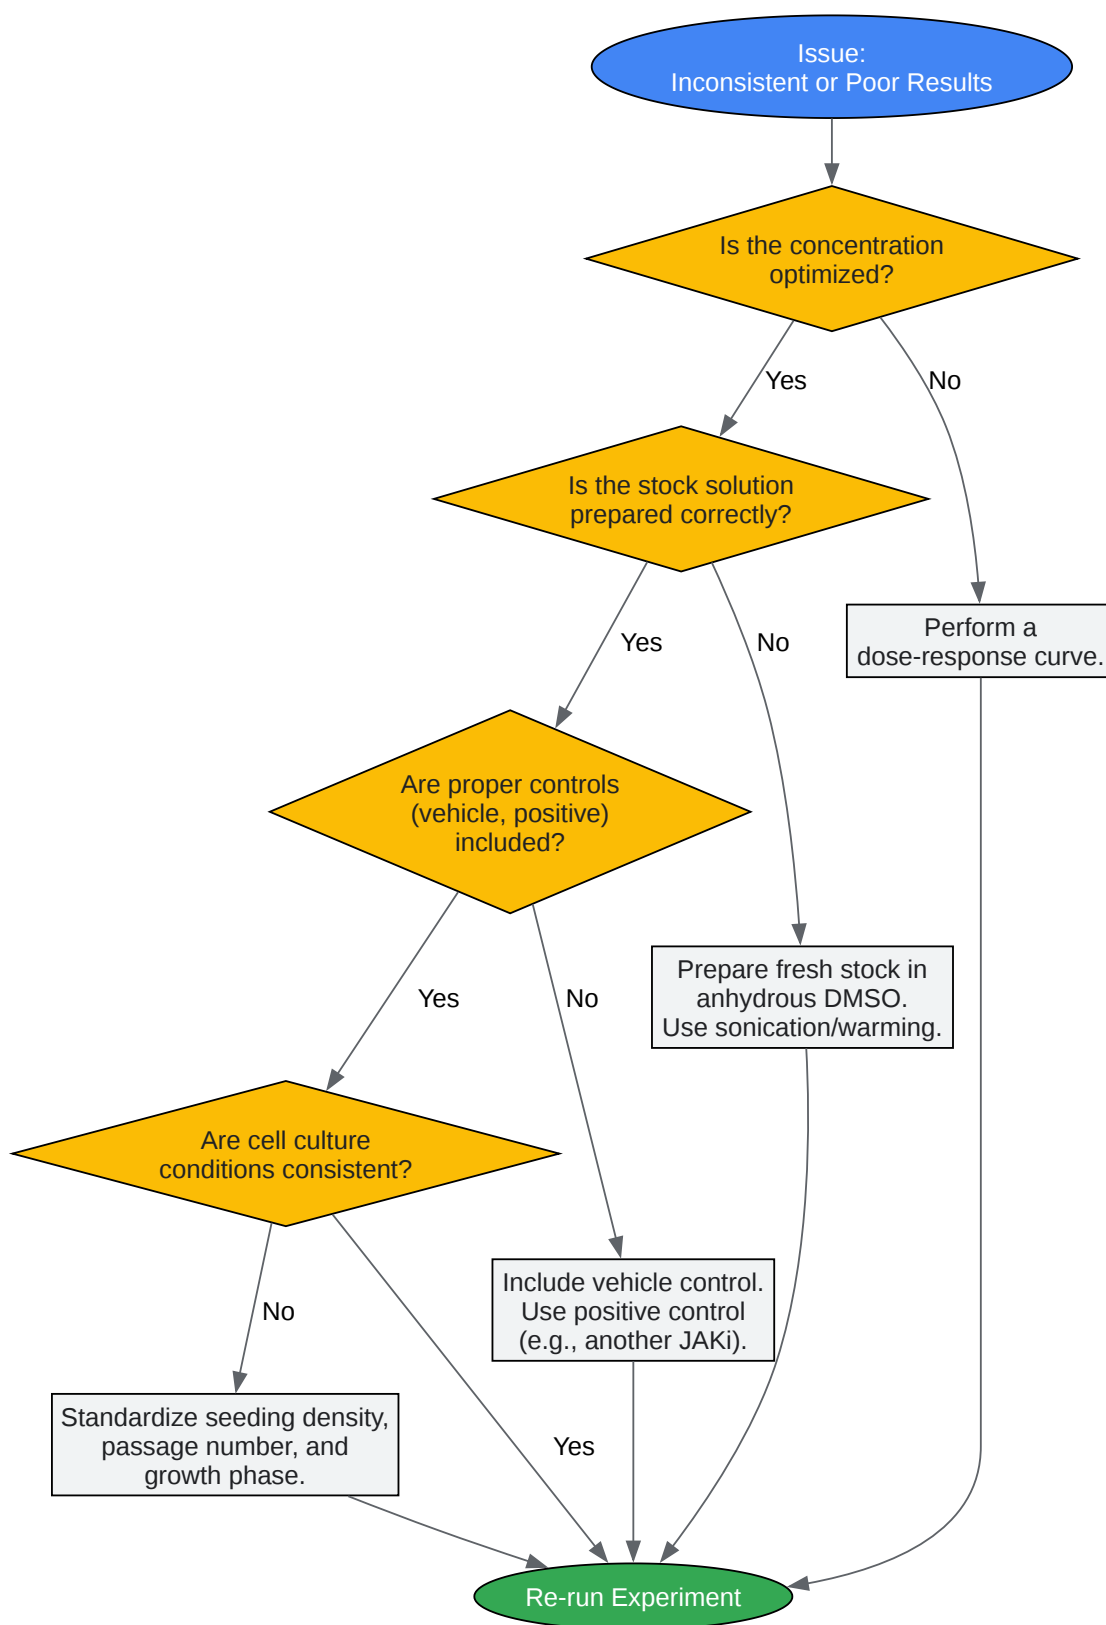 Issue:
Inconsistent or Poor Results
Is the concentration
optimized?
Yes
No
Is the stock solution
prepared correctly?
Perform a
dose-response curve.
Yes
No
Are proper controls
(vehicle, positive)
included?
Prepare fresh stock in
anhydrous DMSO.
Use sonication/warming.
Yes
No
Are cell culture
conditions consistent?
Include vehicle control.
Use positive control
(e.g., another JAKi).
No
Yes
Standardize seeding density,
passage number, and
growth phase.
Re-run Experiment